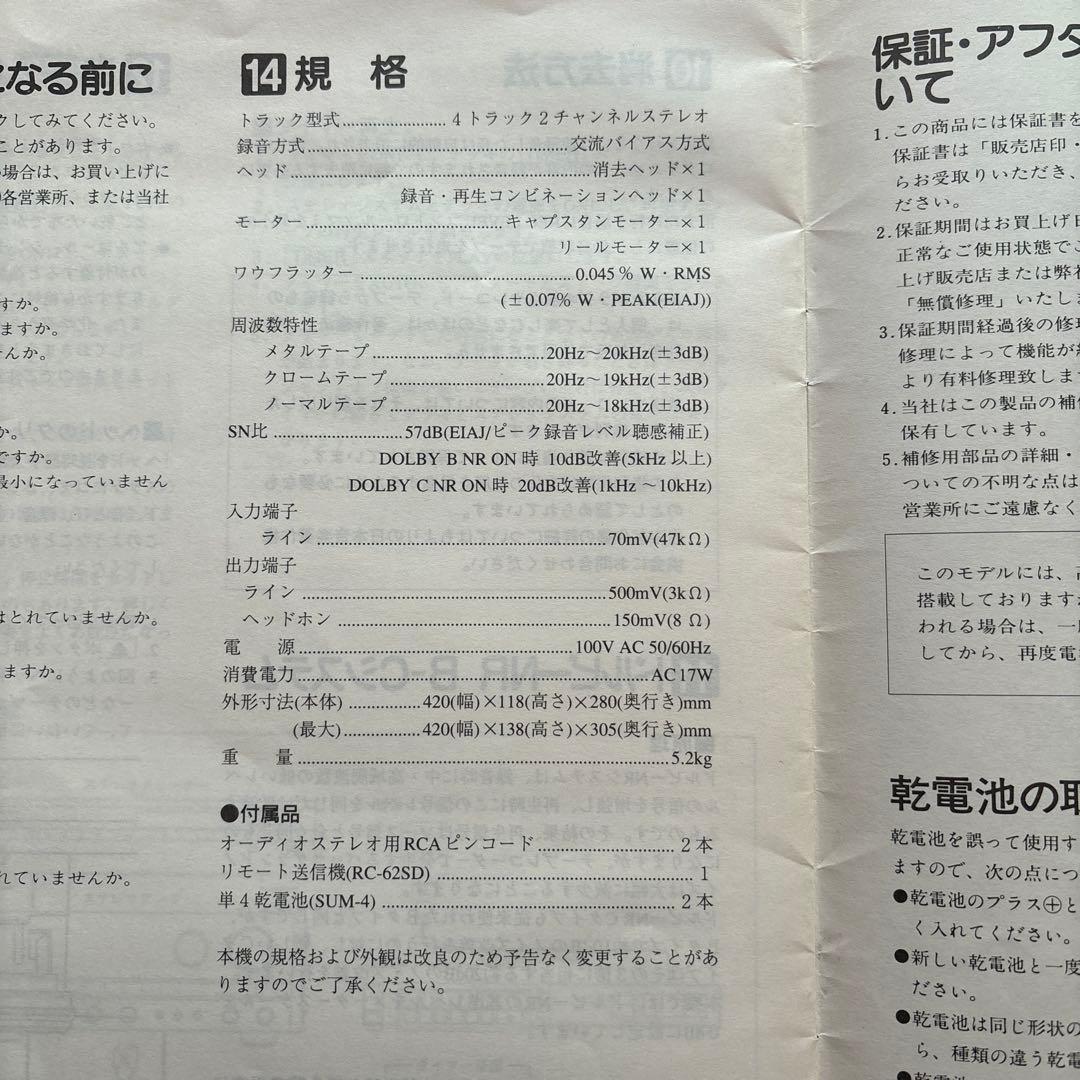 なる前に
クしてみてください。
ことがあります。
場合は、お買い上げに
各営業所、または当社
すか。
ますか。
せんか。
か。
ですか。
最小になっていません
はとれていませんか。
ますか。
れていませんか。
14 規 格
トラック型式......................4トラック2チャンネルステレオ
録音方式......................交流バイアス方式
ヘッド......................消去ヘッド×1
録音・再生コンビネーションヘッド×1
モーター......................キャプスタンモーター×1
リールモーター×1
ワウフラッター......................0.045% W・RMS
(±0.07% W・PEAK(EIAJ))
周波数特性
メタルテープ......................20Hz～20kHz(±3dB)
クロームテープ......................20Hz～19kHz(±3dB)
ノーマルテープ......................20Hz～18kHz(±3dB)
SN比......................57dB(EIAJ/ピーク録音レベル聴感補正)
DOLBY B NR ON時 10dB改善(5kHz 以上)
DOLBY C NR ON時 20dB改善(1kHz～10kHz)
入力端子
ライン......................70mV(47kΩ)
出力端子
ライン......................500mV(3kΩ)
ヘッドホン......................150mV(8Ω)
電 源......................100V AC 50/60Hz
消費電力......................AC17W
外形寸法(本体)......................420(幅)×118(高さ)×280(奥行き)mm
(最大)......................420(幅)×138(高さ)×305(奥行き)mm
重 量......................5.2kg
●付属品
オーディオステレオ用RCAピンコード......................2本
リモート送信機(RC-62SD)......................1
単4乾電池(SUM-4)......................2本
本機の規格および外観は改良のため予告なく変更することがあ
りますのでご了承ください。
保証・アフタ
いて
1.この商品には保証書を
保証書は「販売店印・
らお受取りいただき、
ださい。
2.保証期間はお買上げ日
正常なご使用状態でこ
上げ販売店または弊社
「無償修理」いたしま
3.保証期間経過後の修理
修理によって機能が維
より有料修理致します
4.当社はこの製品の補修
保有しています。
5.補修用部品の詳細・
ついての不明な点は
営業所にご遠慮なく
このモデルには、
搭載しておりますが
われる場合は、一
してから、再度電
乾電池の取
乾電池を誤って使用す
ますので、次の点につ
●乾電池のプラス⊕と
く入れてください。
●新しい乾電池と一度
ださい。
●乾電池は同じ形状の
ら、種類の違う乾電